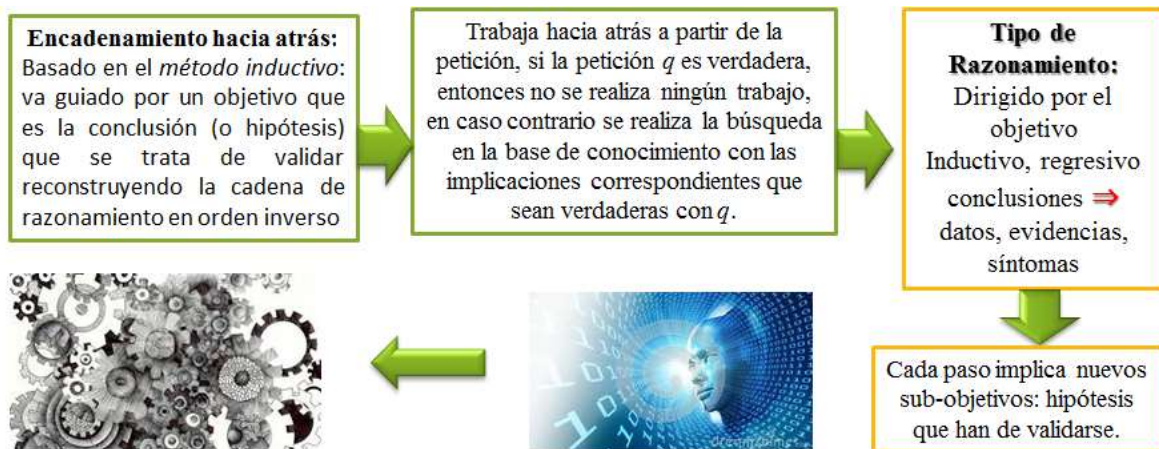 Encadenamiento hacia atrás:
Basado en el método inductivo:
va guiado por un objetivo que
es la conclusión (o hipótesis)
que se trata de validar
reconstruyendo la cadena de
razonamiento en orden inverso
Trabaja hacia atrás a partir de la
petición, si la petición q es verdadera,
entonces no se realiza ningún trabajo,
en caso contrario se realiza la búsqueda
en la base de conocimiento con las
implicaciones correspondientes que
sean verdaderas con q.
Tipo de
Razonamiento:
Dirigido por el
objetivo
Inductivo, regresivo
conclusiones ⇒
datos, evidencias,
síntomas
Cada paso implica nuevos
sub-objetivos: hipótesis
que han de validarse.